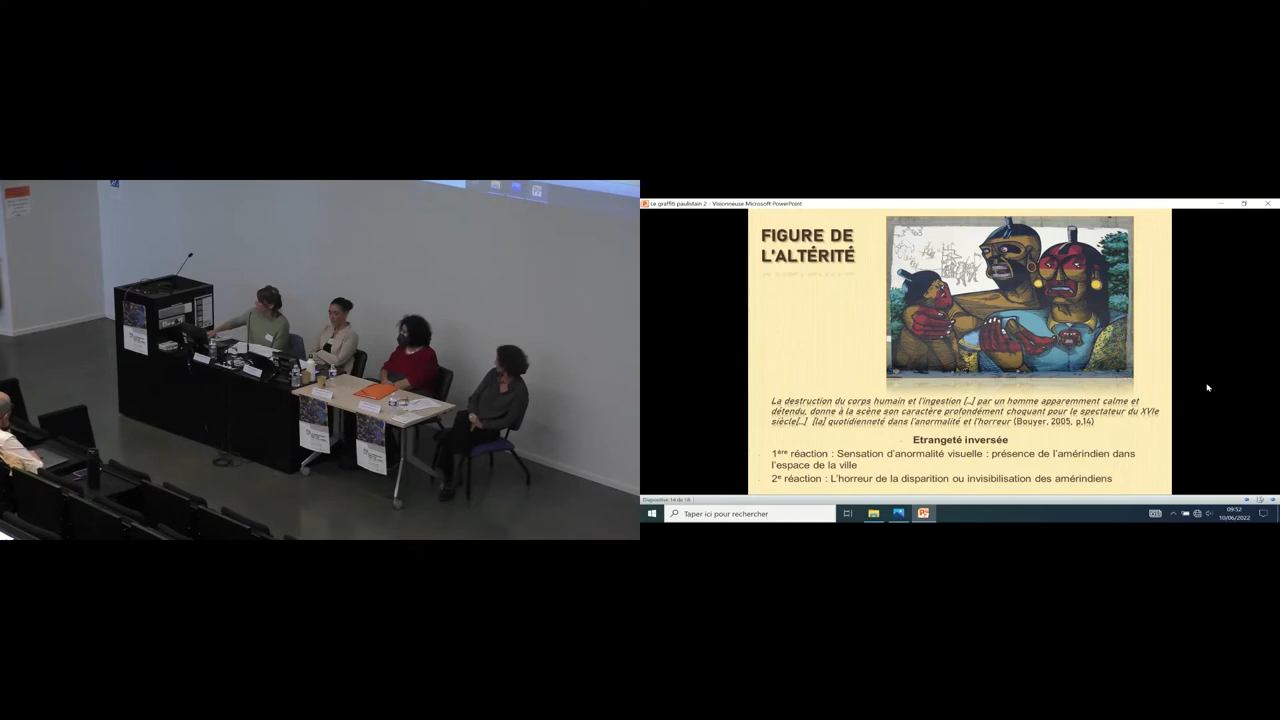 Le graffiti paulistain 2 - Visionneuse Microsoft PowerPoint
FIGURE DE
L'ALTÉRITÉ
La destruction du corps humain et l'ingestion [...] par un homme apparemment calme et
détendu, donne à la scène son caractère profondément choquant pour le spectateur du XVIe
siècle[...] [la] quotidienneté dans l'anormalité et l'horreur (Bouyer, 2005, p.14)
Etrangeté inversée
1ère réaction : Sensation d'anormalité visuelle : présence de l'amérindien dans
l'espace de la ville
2e réaction : L'horreur de la disparition ou invisibilisation des amérindiens
Diapositive 14 de 18
Taper ici pour rechercher
09:52
10/06/2022